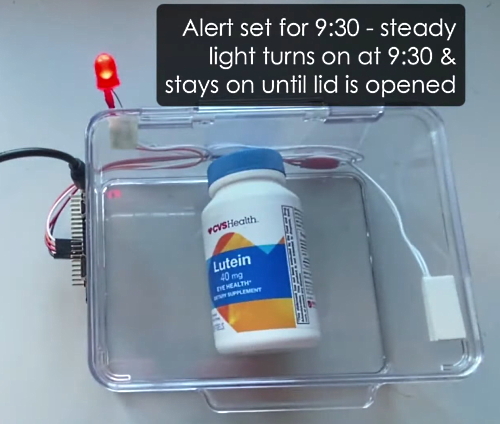 Alert set for 9:30 - steady
light turns on at 9:30 &
stays on until lid is opened
CVSHealth.
Lutein
40 mg
EYE HEALTH*
DIETARY SUPPLEMENT